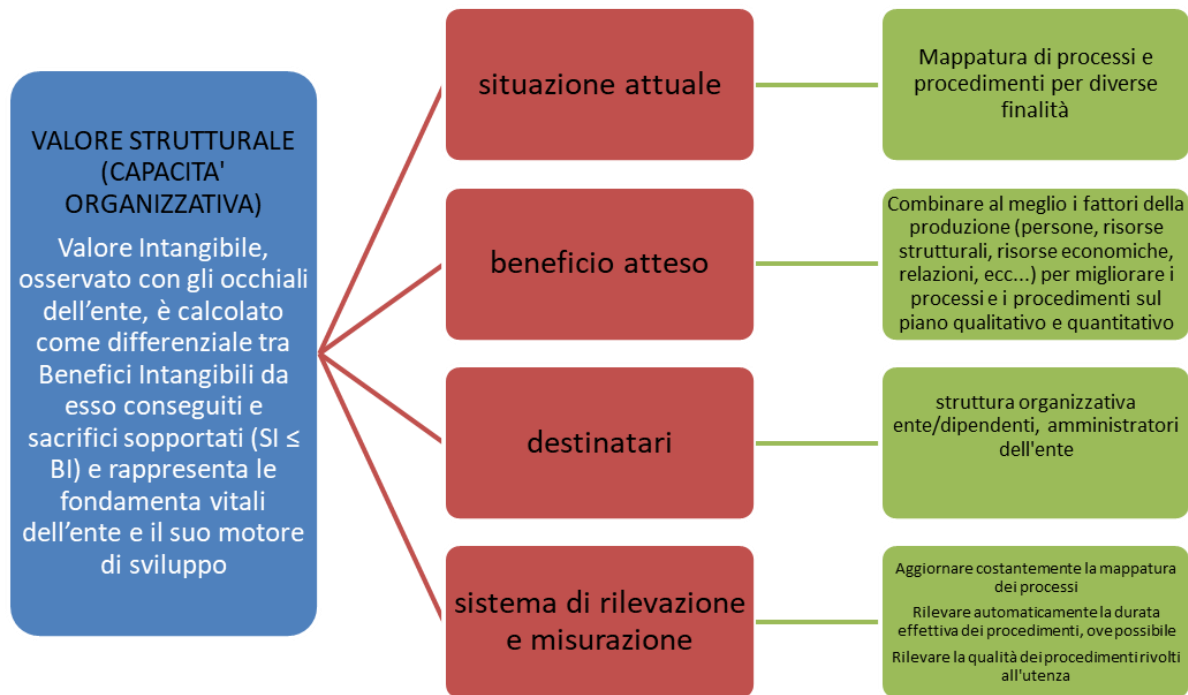 VALORE STRUTTURALE
(CAPACITA'
ORGANIZZATIVA)
Valore Intangibile,
osservato con gli occhiali
dell’ente, è calcolato
come differenziale tra
Benefici Intangibili da
esso conseguiti e
sacrifici sopportati (SI ≤
BI) e rappresenta le
fondamenta vitali
dell’ente e il suo motore
di sviluppo
situazione attuale
Mappatura di processi e
procedimenti per diverse
finalità
beneficio atteso
Combinare al meglio i fattori della
produzione (persone, risorse
strutturali, risorse economiche,
relazioni, ecc...) per migliorare i
processi e i procedimenti sul
piano qualitativo e quantitativo
destinatari
struttura organizzativa
ente/dipendenti, amministratori
dell'ente
sistema di rilevazione
e misurazione
Aggiornare costantemente la mappatura
dei processi
Rilevare automaticamente la durata
effettiva dei procedimenti, ove possibile
Rilevare la qualità dei procedimenti rivolti
all'utenza